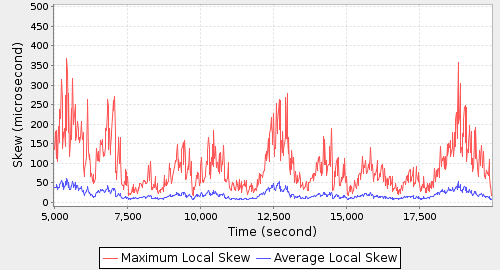 Skew (microsecond)
500
450
400
350
300
250
200
150
100
50
0
5,000 7,500 10,000 12,500 15,000 17,500
Time (second)
Maximum Local Skew Average Local Skew